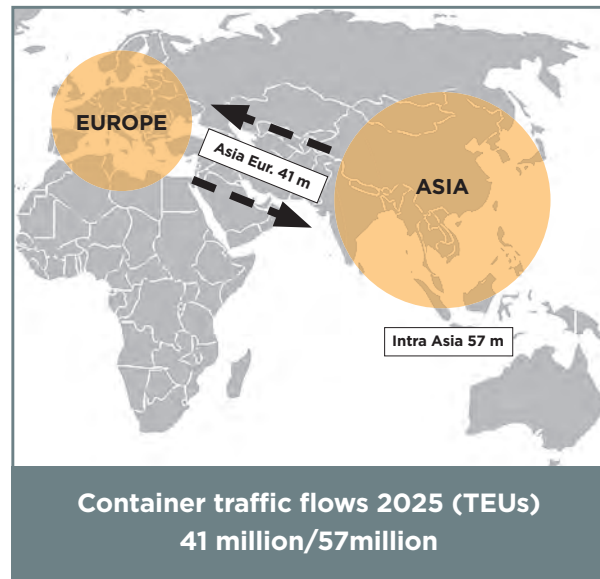 EUROPE
Asia Eur. 41 m
ASIA
Intra Asia 57 m
Container traffic flows 2025 (TEUs)
41 million/57million